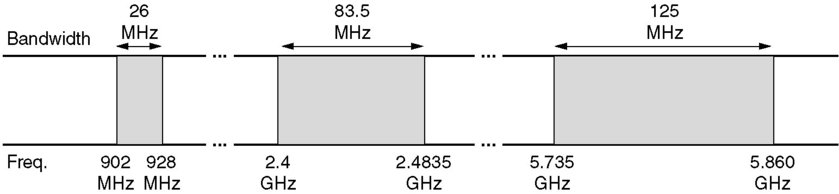 26 83.5 125
MHz MHz MHz
Bandwidth
... ...
... ...
Freq. 902 928 2.4 2.4835 5.735 5.860
MHz MHz GHz GHz GHz GHz